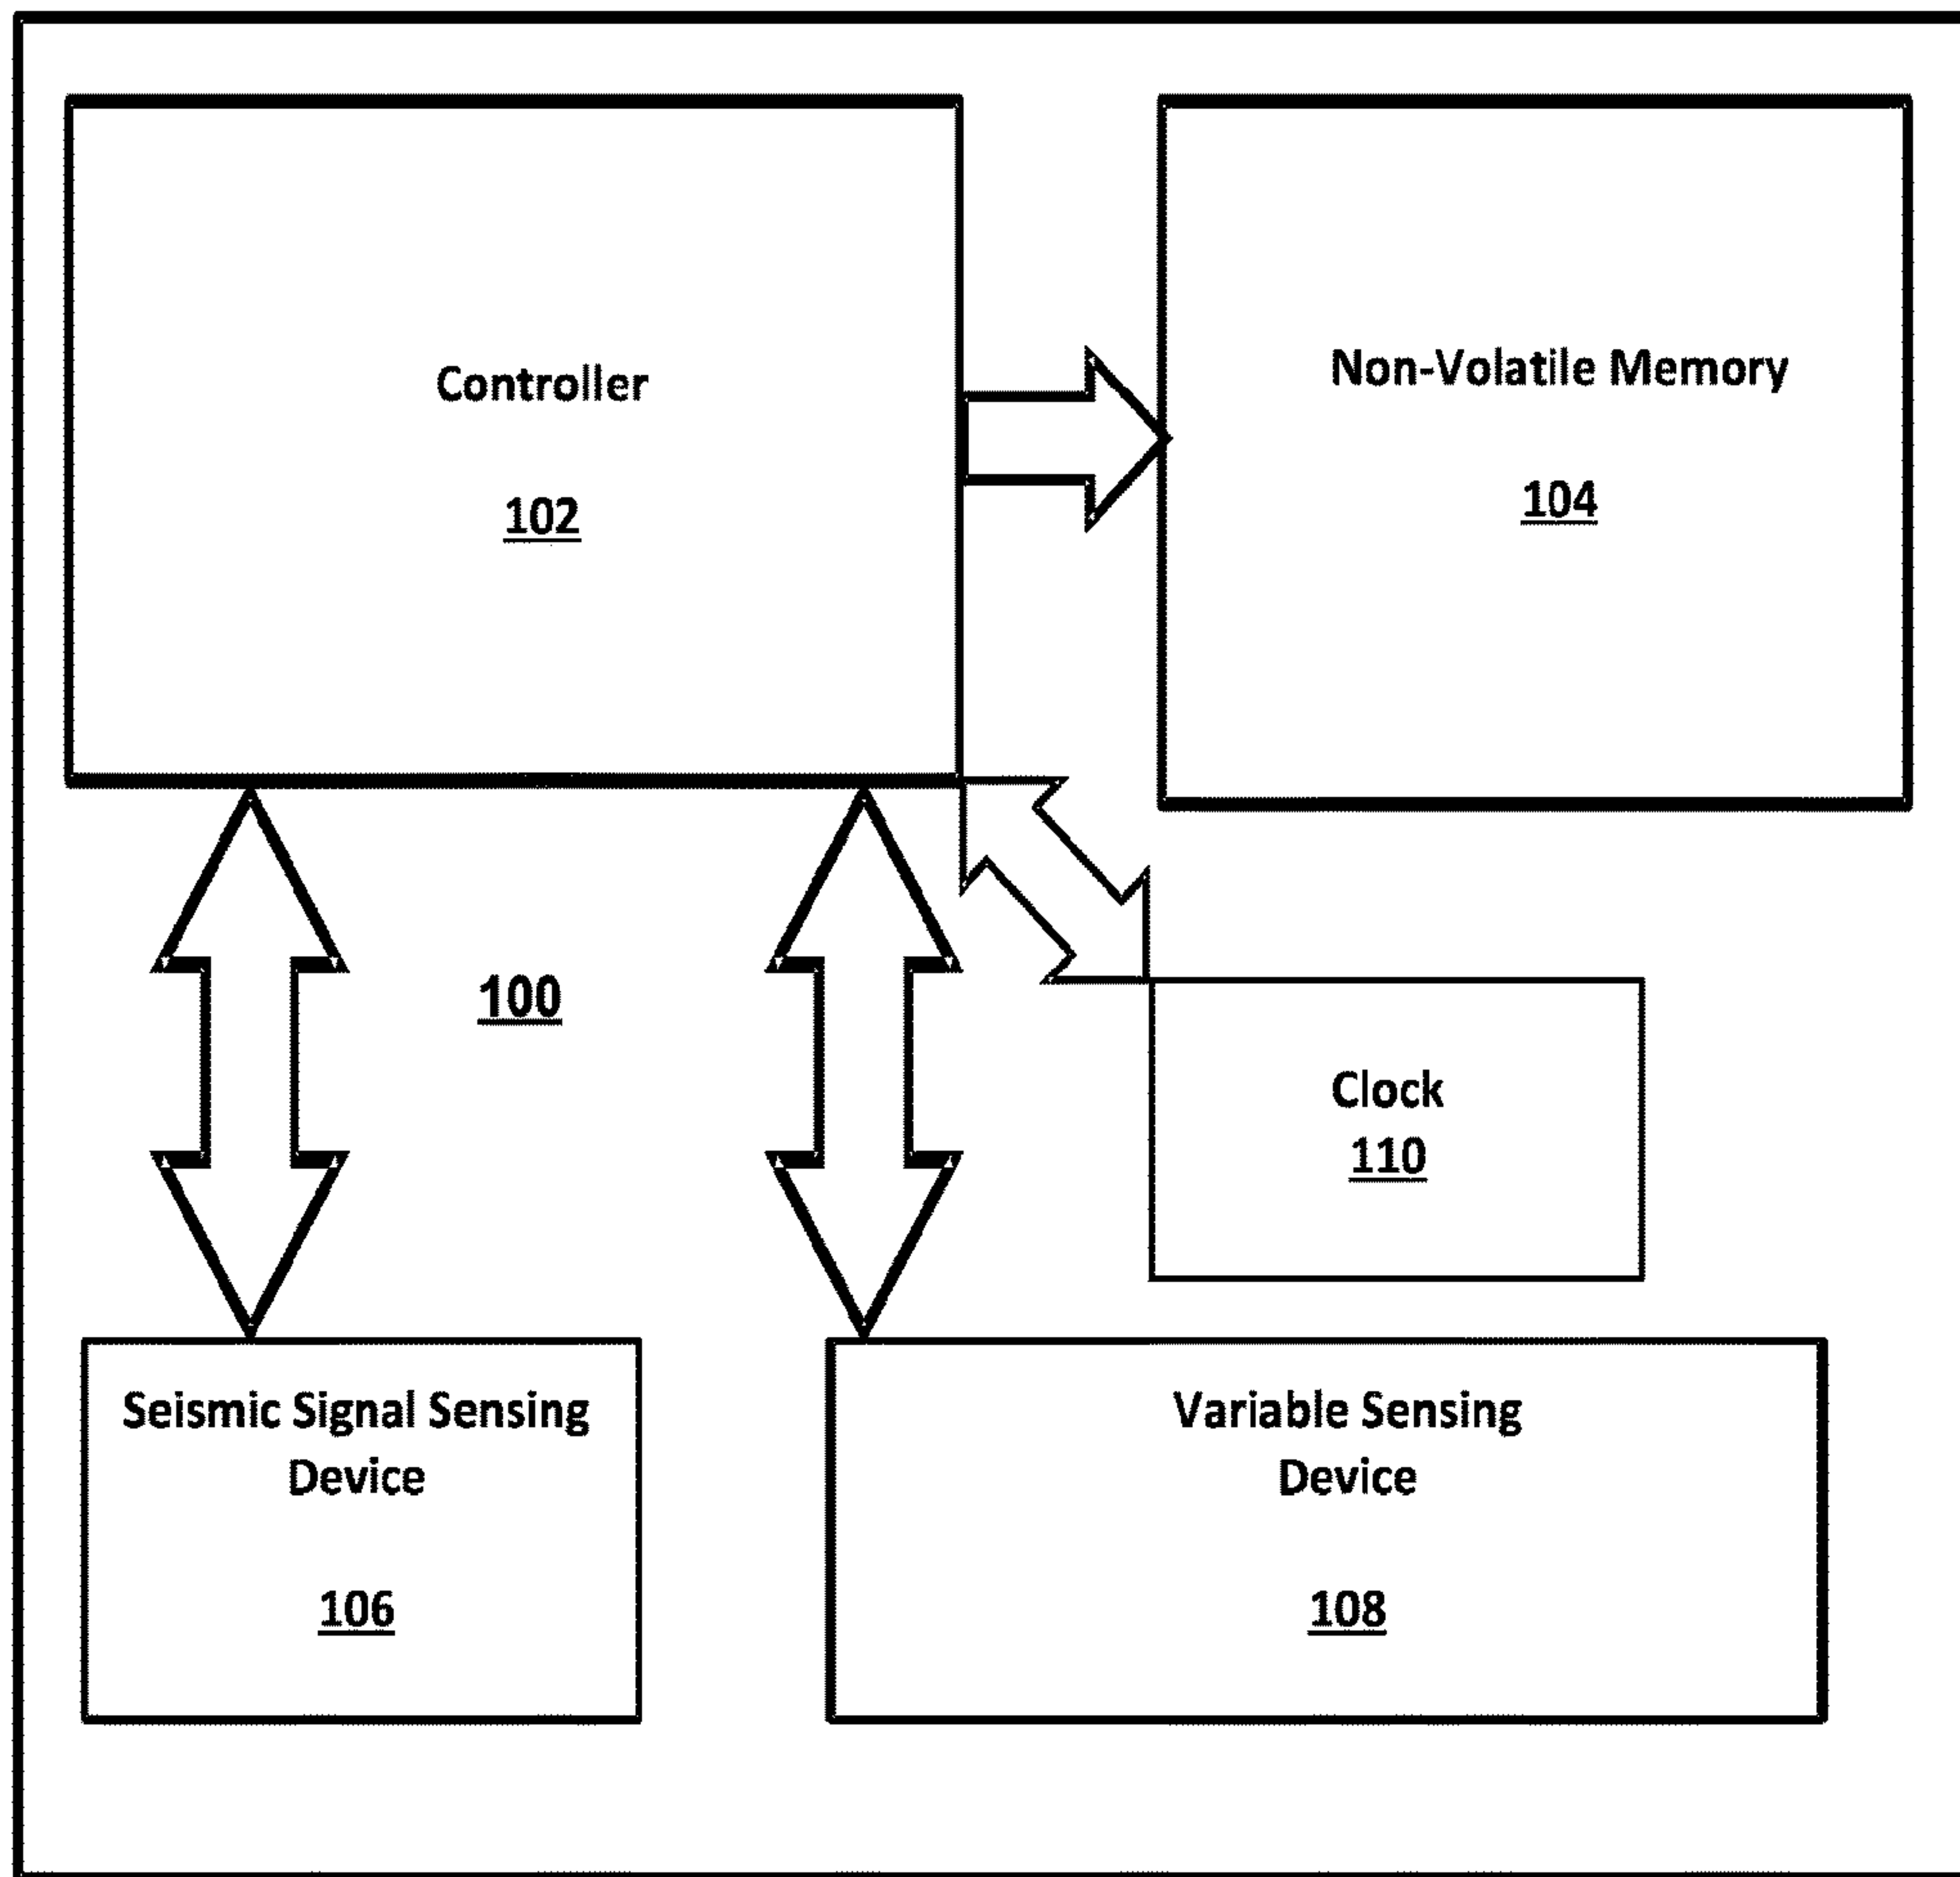 Controller
102
Non-Volatile Memory
104
100
Clock
110
Seismic Signal Sensing
Device
106
Variable Sensing
Device
108